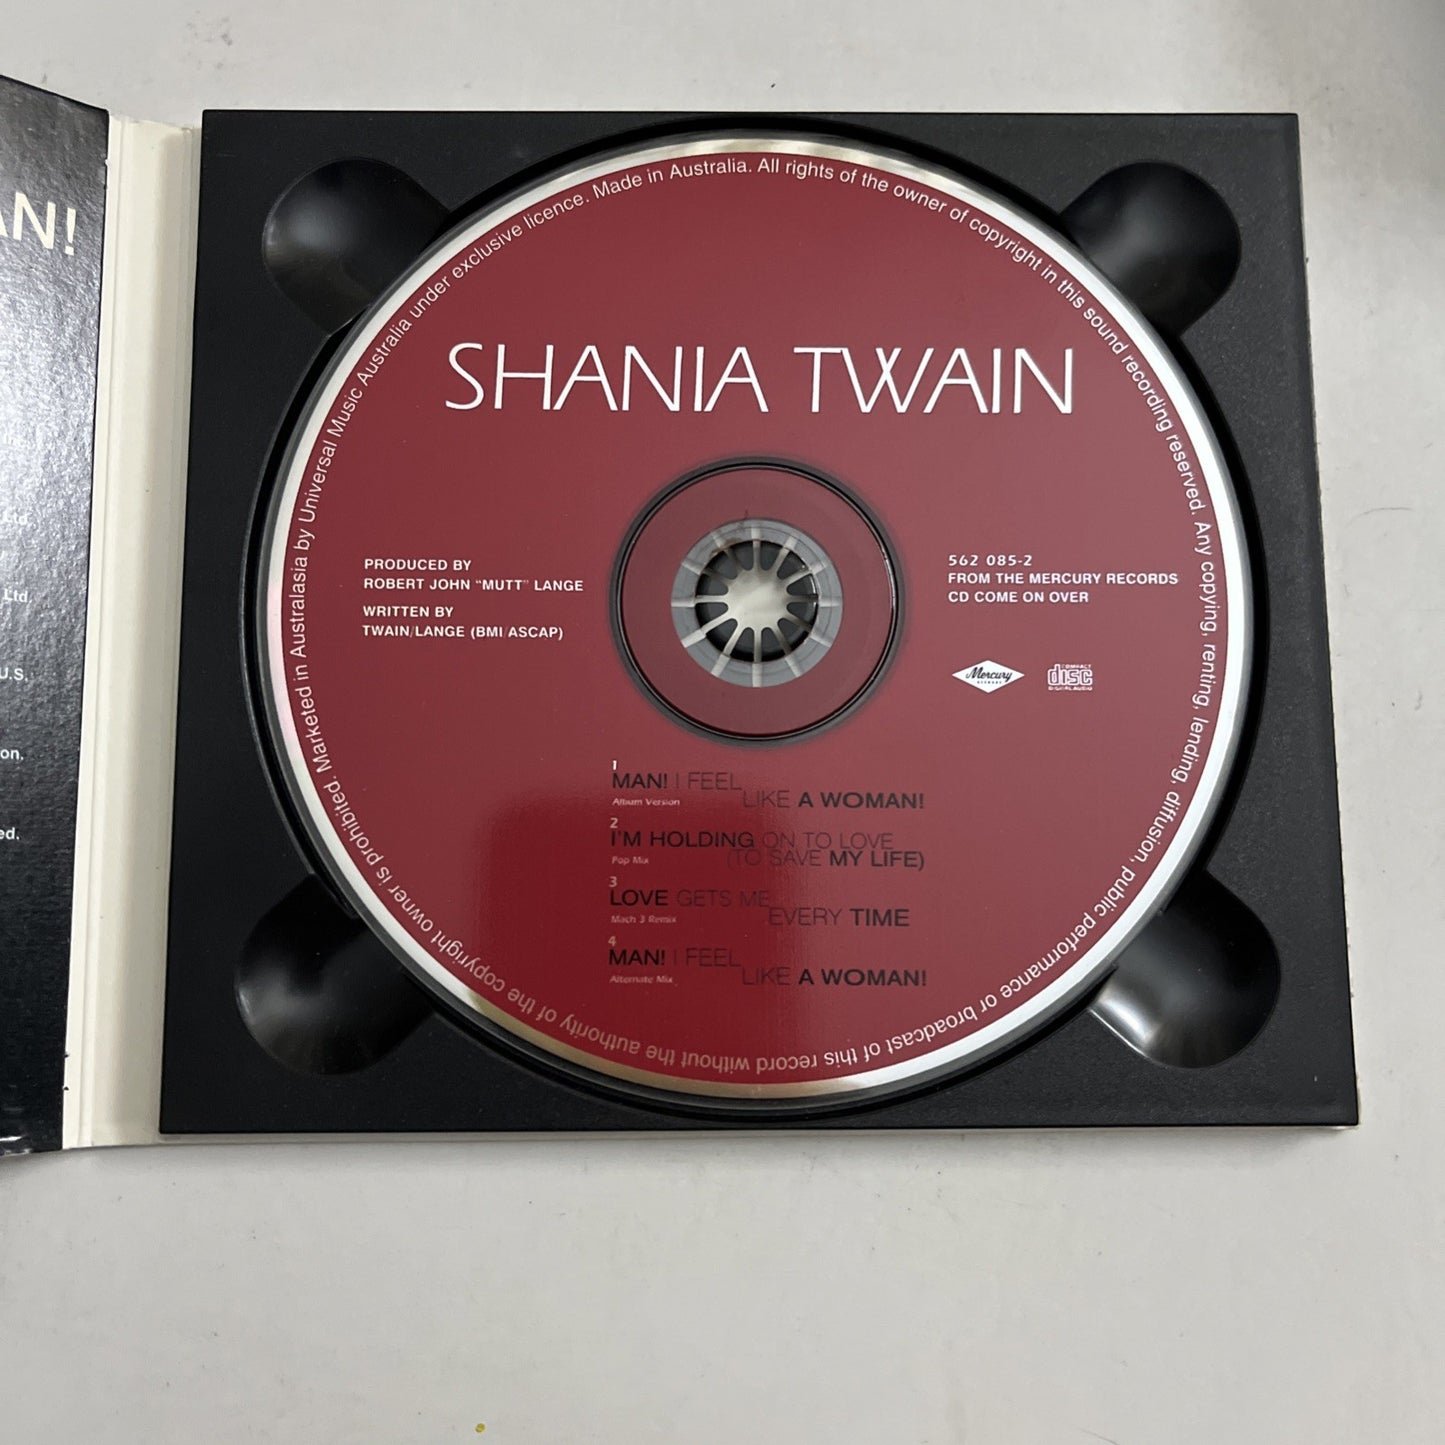 AN!
Ltd.
Ltd.
U.S.
on.
ed.
Marketed in Australasia by Universal Music Australia under exclusive licence. Made in Australia. All rights of the owner of copyright in this sound recording reserved. Any copying, renting, lending, diffusion, public performance or broadcast of this record without the authority of the copyright owner is prohibited.
SHANIA TWAIN
PRODUCED BY
ROBERT JOHN "MUTT" LANGE
WRITTEN BY
TWAIN/LANGE (BMI/ASCAP)
562 085-2
FROM THE MERCURY RECORDS
CD COME ON OVER
Mercury
COMPACT
disc
DIGITAL AUDIO
1
MAN! I FEEL
Album Version
LIKE A WOMAN!
2
I'M HOLDING ON TO LOVE
Pop Mix
(TO SAVE MY LIFE)
3
LOVE GETS ME
Mach 3 Remix
EVERY TIME
4
MAN! I FEEL
Alternate Mix
LIKE A WOMAN!